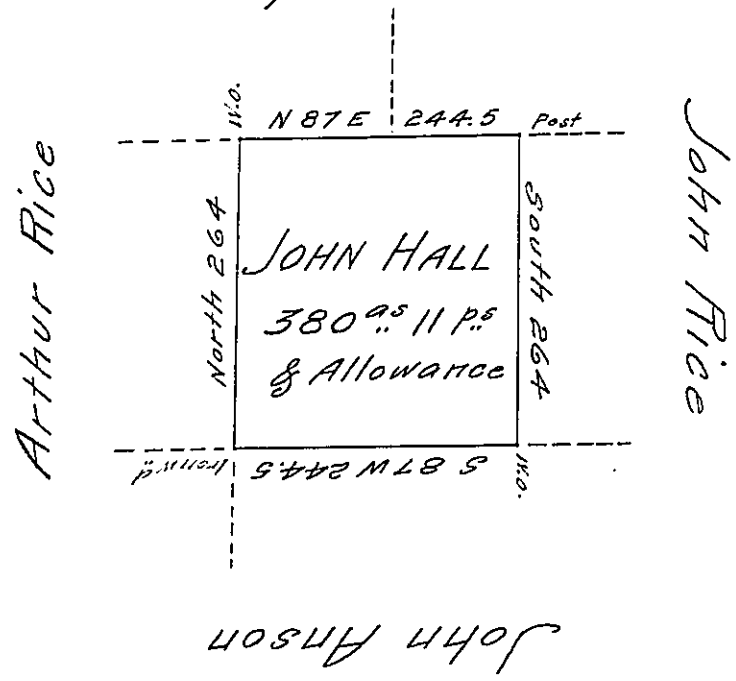 W.O.
N 87 E 244.5 Post
Arthur Rice
North 264
JOHN HALL
380 as 11 ps
& Allowance
South 264
John Rice
Ironw'd
S 87 W 244.5
W.O.
John Anson